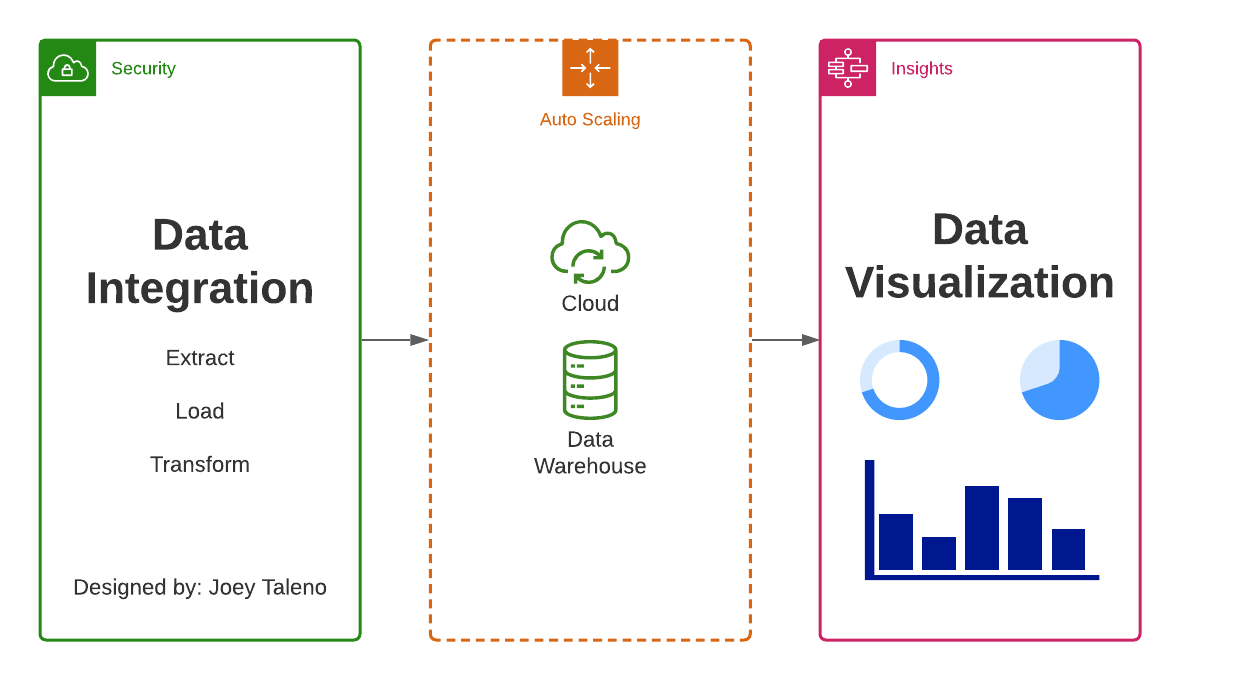 Security
Data
Integration
Extract
Load
Transform
Designed by: Joey Taleno
Auto Scaling
Cloud
Data
Warehouse
Insights
Data
Visualization